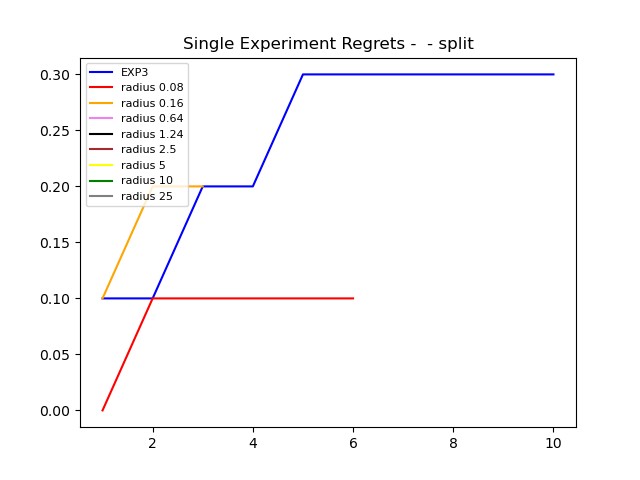 Single Experiment Regrets -  - split
EXP3
radius 0.08
radius 0.16
radius 0.64
radius 1.24
radius 2.5
radius 5
radius 10
radius 25
0.30
0.25
0.20
0.15
0.10
0.05
0.00
2 4 6 8 10